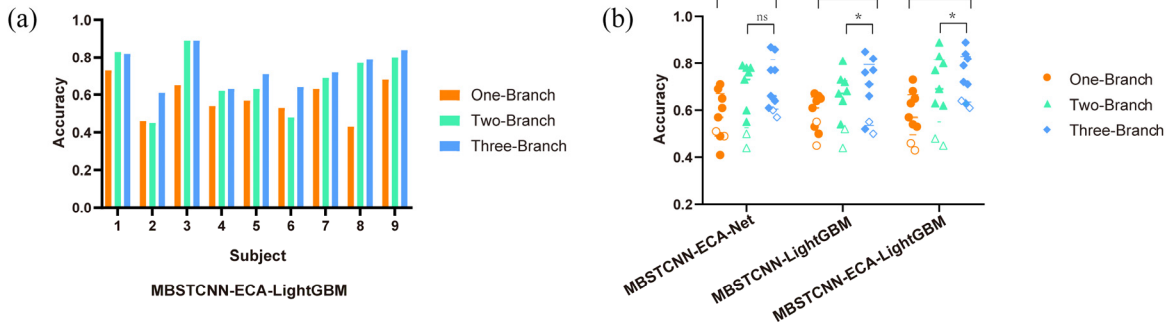 (a)
1.0
0.8
0.6
0.4
0.2
0.0
Accuracy
1 2 3 4 5 6 7 8 9
Subject
MBSTCNN-ECA-LightGBM
One-Branch
Two-Branch
Three-Branch
(b)
1.0
0.8
0.6
0.4
0.2
Accuracy
ns
*
*
MBSTCNN-ECA-Net
MBSTCNN-LightGBM
MBSTCNN-ECA-LightGBM
One-Branch
Two-Branch
Three-Branch